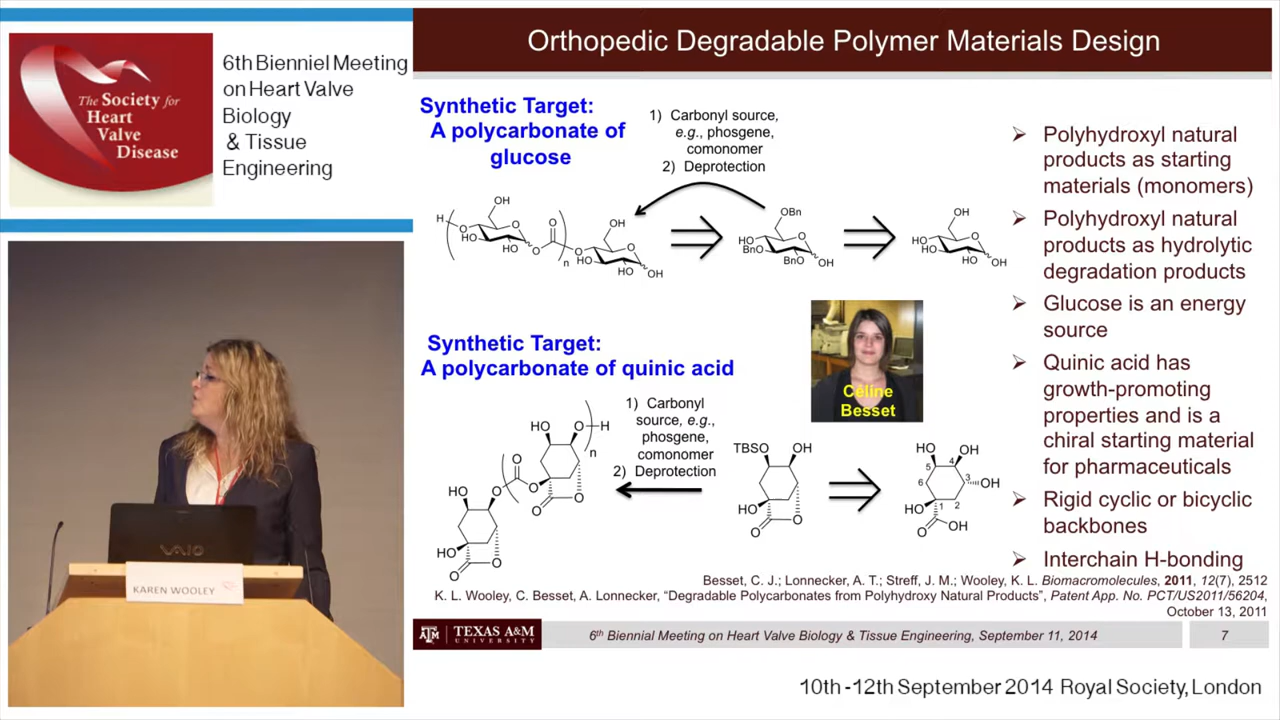 6th Bienniel Meeting
on Heart Valve
Biology
& Tissue
Engineering
The Society for
Heart
Valve
Disease
Orthopedic Degradable Polymer Materials Design
Synthetic Target:
A polycarbonate of
glucose
1) Carbonyl source,
e.g., phosgene,
comonomer
2) Deprotection
H
O
OH
HO
HO
O
O
O
n
O
OH
HO
HO
OH
OBn
HO
BnO
BnO
OH
OH
HO
HO
HO
OH
Synthetic Target:
A polycarbonate of quinic acid
Céline
Besset
1) Carbonyl
source, e.g.,
phosgene,
comonomer
2) Deprotection
HO
O
H
n
O
O
O
O
HO
O
HO
O
O
TBSO
OH
HO
O
O
HO
OH
5
4
3
OH
6
HO
1
2
O
OH
➢ Polyhydroxyl natural
products as starting
materials (monomers)
➢ Polyhydroxyl natural
products as hydrolytic
degradation products
➢ Glucose is an energy
source
➢ Quinic acid has
growth-promoting
properties and is a
chiral starting material
for pharmaceuticals
➢ Rigid cyclic or bicyclic
backbones
➢ Interchain H-bonding
Besset, C. J.; Lonnecker, A. T.; Streff, J. M.; Wooley, K. L. Biomacromolecules, 2011, 12(7), 2512
K. L. Wooley, C. Besset, A. Lonnecker, “Degradable Polycarbonates from Polyhydroxy Natural Products”, Patent App. No. PCT/US2011/56204,
October 13, 2011
ATM
TEXAS A&M
UNIVERSITY
6th Biennial Meeting on Heart Valve Biology & Tissue Engineering, September 11, 2014
7
VAIO
KAREN WOOLEY
10th-12th September 2014 Royal Society, London